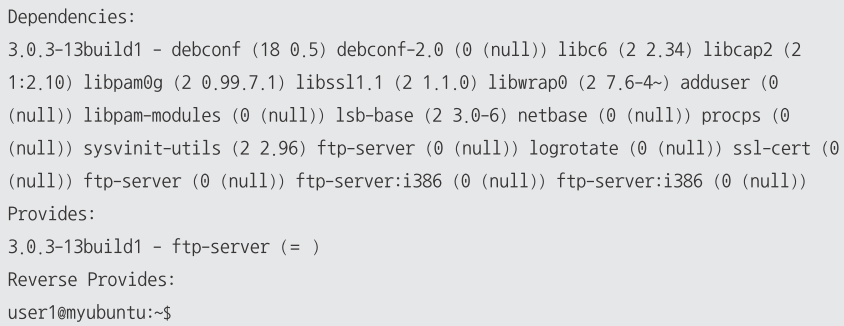 Dependencies:
3.0.3-13build1 - debconf (18 0.5) debconf-2.0 (0 (null)) libc6 (2 2.34) libcap2 (2
1:2.10) libpam0g (2 0.99.7.1) libssl1.1 (2 1.1.0) libwrap0 (2 7.6-4~) adduser (0
(null)) libpam-modules (0 (null)) lsb-base (2 3.0-6) netbase (0 (null)) procps (0
(null)) sysvinit-utils (2 2.96) ftp-server (0 (null)) logrotate (0 (null)) ssl-cert (0
(null)) ftp-server (0 (null)) ftp-server:i386 (0 (null)) ftp-server:i386 (0 (null))
Provides:
3.0.3-13build1 - ftp-server (= )
Reverse Provides:
user1@myubuntu:~$